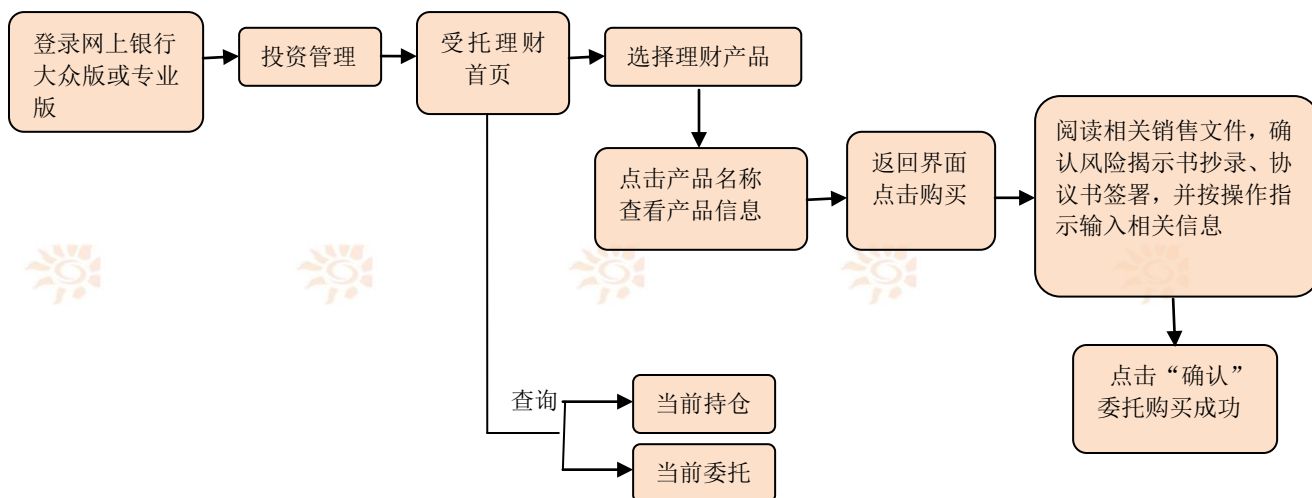 登录网上银行
大众版或专业
版
投资管理
受托理财
首页
选择理财产品
点击产品名称
查看产品信息
返回界面
点击购买
阅读相关销售文件，确
认风险揭示书抄录、协
议书签署，并按操作指
示输入相关信息
点击“确认”
委托购买成功
查询
当前持仓
当前委托